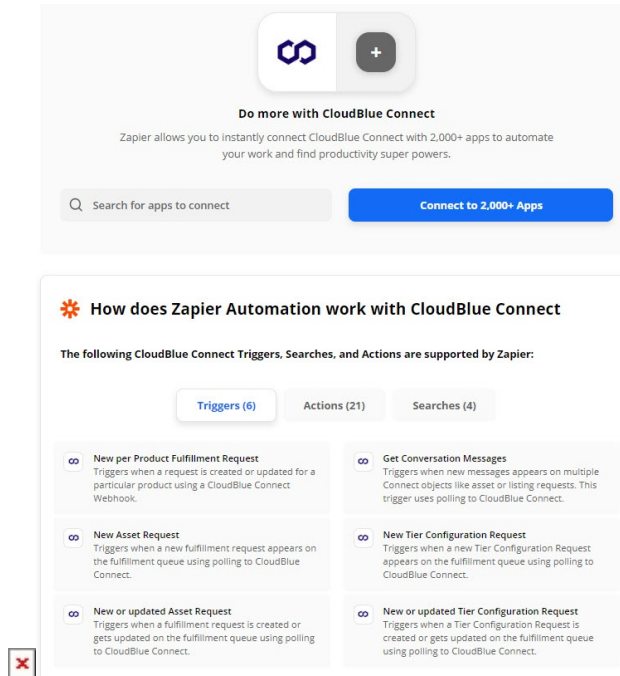 Do more with CloudBlue Connect
Zapier allows you to instantly connect CloudBlue Connect with 2,000+ apps to automate
your work and find productivity super powers.
Search for apps to connect
Connect to 2,000+ Apps
How does Zapier Automation work with CloudBlue Connect
The following CloudBlue Connect Triggers, Searches, and Actions are supported by Zapier:
Triggers (6)
Actions (21)
Searches (4)
New per Product Fulfillment Request
Triggers when a request is created or updated for a
particular product using a CloudBlue Connect
Webhook.
Get Conversation Messages
Triggers when new messages appears on multiple
Connect objects like asset or listing requests. This
trigger uses polling to CloudBlue Connect.
New Asset Request
Triggers when a new fulfillment request appears on
the fulfillment queue using polling to CloudBlue
Connect.
New Tier Configuration Request
Triggers when a new Tier Configuration Request
appears on the fulfillment queue using polling to
CloudBlue Connect.
New or updated Asset Request
Triggers when a fulfillment request is created or
gets updated on the fulfillment queue using polling
to CloudBlue Connect.
New or updated Tier Configuration Request
Triggers when a Tier Configuration Request is
created or gets updated on the fulfillment queue
using polling to CloudBlue Connect.